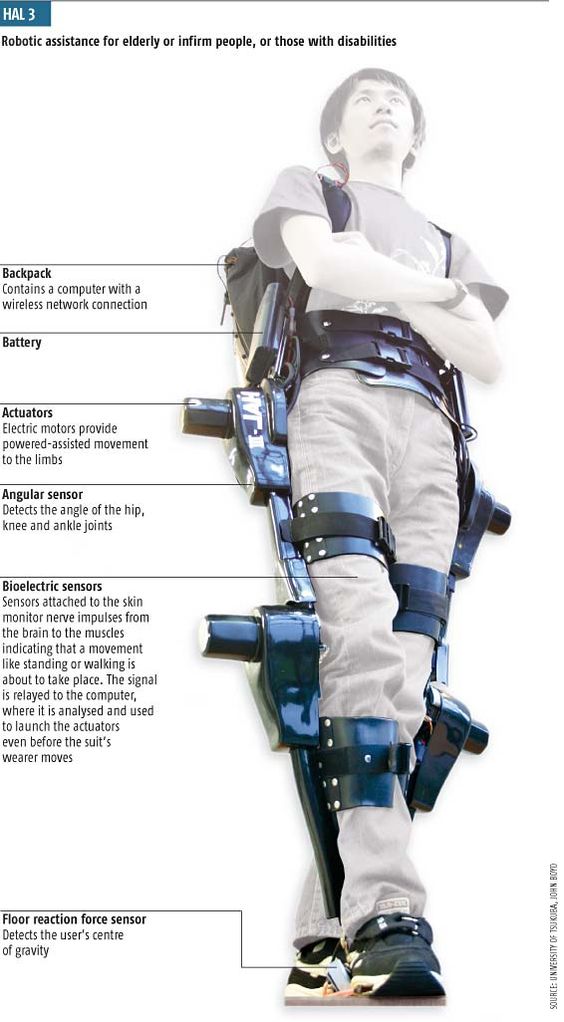 HAL 3
Robotic assistance for elderly or infirm people, or those with disabilities
Backpack
Contains a computer with a
wireless network connection
Battery
Actuators
Electric motors provide
powered-assisted movement
to the limbs
Angular sensor
Detects the angle of the hip,
knee and ankle joints
Bioelectric sensors
Sensors attached to the skin
monitor nerve impulses from
the brain to the muscles
indicating that a movement
like standing or walking is
about to take place. The signal
is relayed to the computer,
where it is analysed and used
to launch the actuators
even before the suit's
wearer moves
Floor reaction force sensor
Detects the user's centre
of gravity
SOURCE: UNIVERSITY OF TSUKUBA, JOHN BOYD